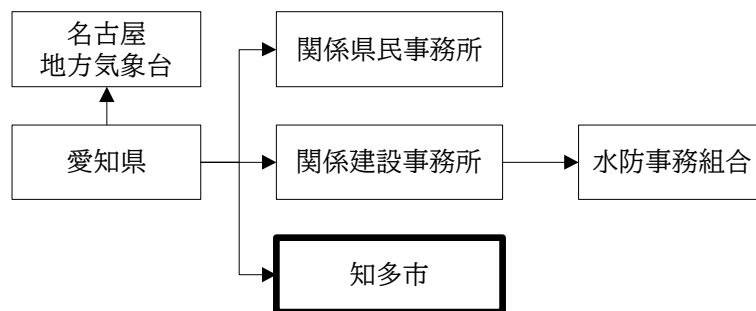 名古屋
地方気象台
関係県民事務所
愛知県
関係建設事務所
水防事務組合
知多市